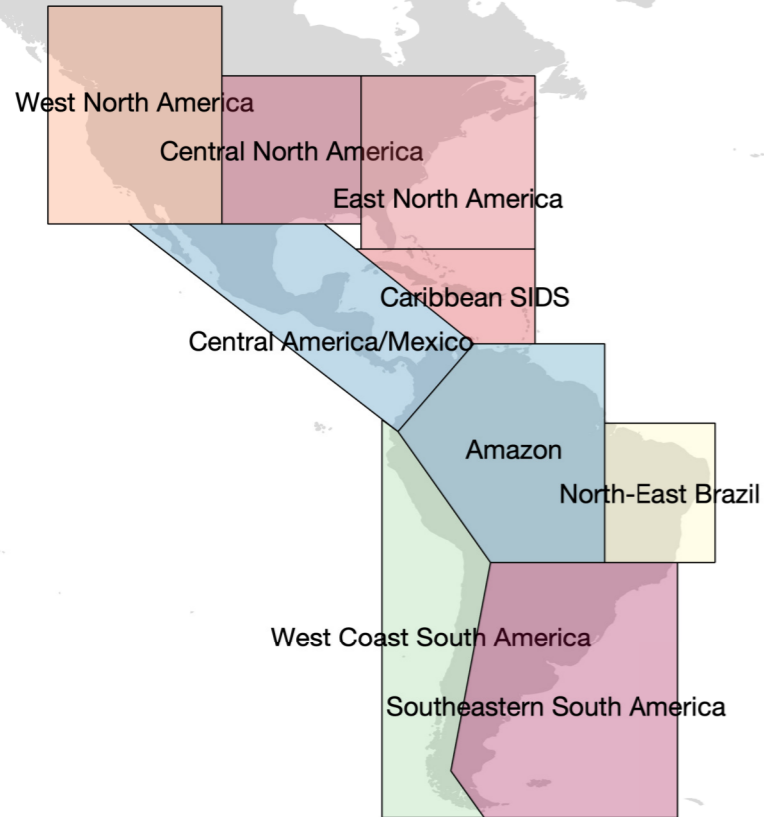 West North America
Central North America
East North America
Caribbean SIDS
Central America/Mexico
Amazon
North-East Brazil
West Coast South America
Southeastern South America